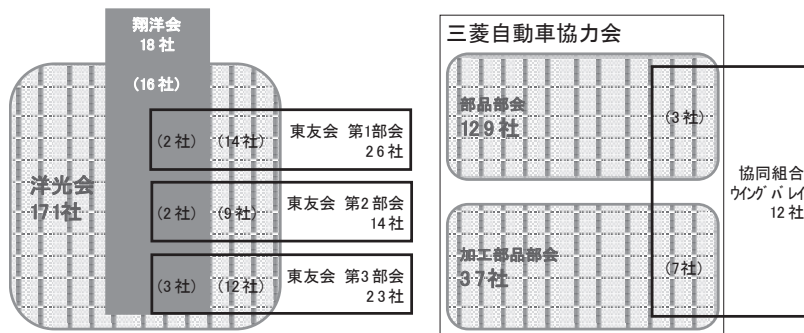 翔洋会
18社
(16社)
洋光会
171社
(2社) (14社)
東友会 第1部会
26社
(2社) (9社)
東友会 第2部会
14社
(3社) (12社)
東友会 第3部会
23社
三菱自動車協力会
部品部会
129社
(3社)
加工部品部会
37社
(7社)
協同組合
ウイングバレイ
12社